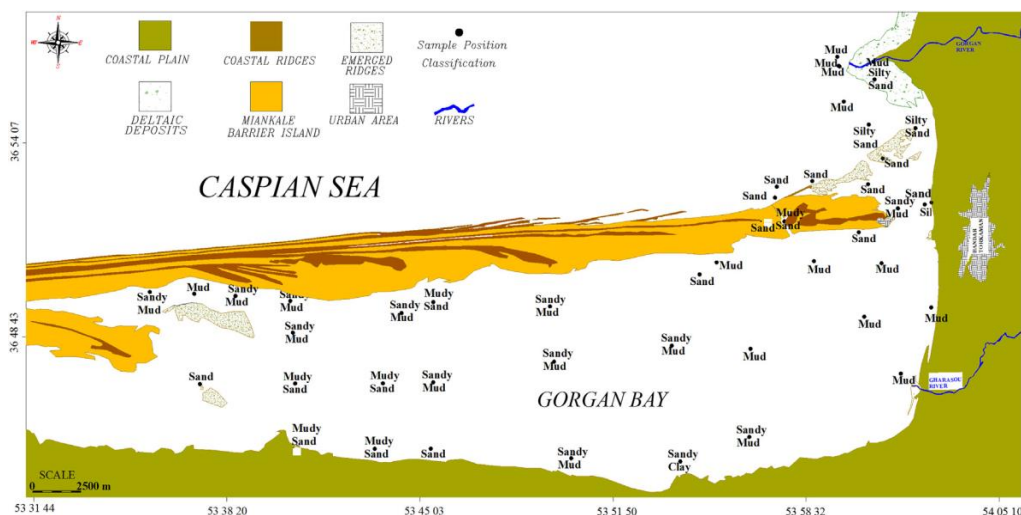 N
W
E
S
COASTAL PLAIN
COASTAL RIDGES
EMERGED
RIDGES
Sample Position
Classification
DELTAIC
DEPOSITS
MIANKALE
BARRIER ISLAND
URBAN AREA
RIVERS
GORGAN
RIVER
Mud
Mud
Mud
Mud
Silty
Sand
Mud
Silty
Sand
Silty
Sand
36 54 07
CASPIAN SEA
Sand
Sand
Sand
Sand
Sand
Sandy
Mud
Sand
Sil
Mudy
Sand
Sand
Sand
BANDAR
TORKAMAN
Mud
Sand
Mud
Mud
Sandy
Mud
Mud
Sandy
Mud
Sandy
Mud
Sandy
Mud
Sandy
Mud
Mudy
Sand
Sandy
Mud
Mud
Mud
36 48 43
Sandy
Mud
Sandy
Mud
Mud
Sand
Mudy
Sand
Mudy
Sand
Sandy
Mud
GORGAN BAY
Mud
GHARASOU
RIVER
Mudy
Sand
Mudy
Sand
Sand
Sandy
Mud
Sandy
Clay
Sandy
Mud
SCALE
0 2500 m
53 31 44
53 38 20
53 45 03
53 51 50
53 58 32
54 05 10